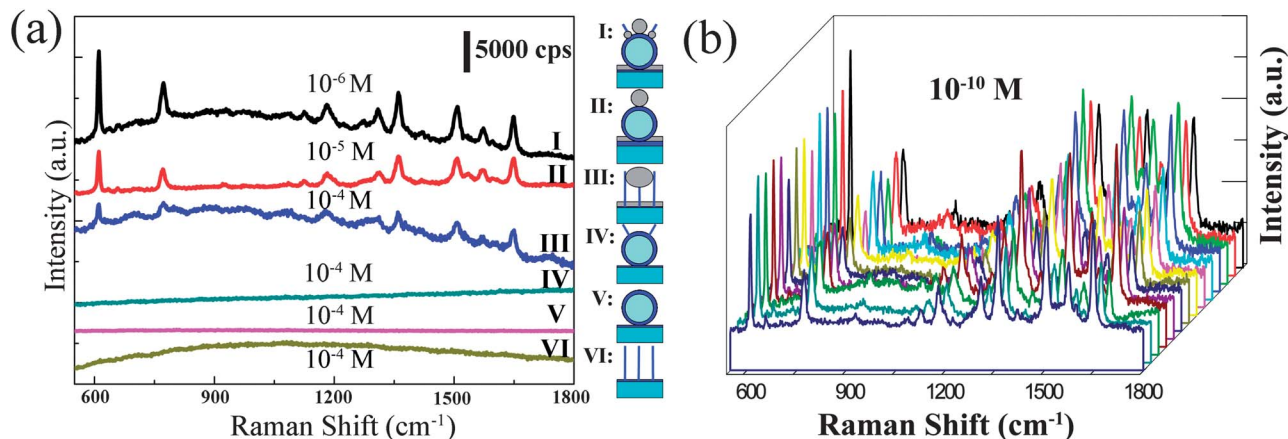 (a)
5000 cps
10⁻⁶ M
I
10⁻⁵ M
II
10⁻⁴ M
III
10⁻⁴ M
IV
10⁻⁴ M
V
VI
10⁻⁴ M
Intensity (a.u.)
600 900 1200 1500 1800
Raman Shift (cm⁻¹)
I:
II:
III:
IV:
V:
VI:
(b)
10⁻¹⁰ M
Intensity (a.u.)
600 900 1200 1500 1800
Raman Shift (cm⁻¹)